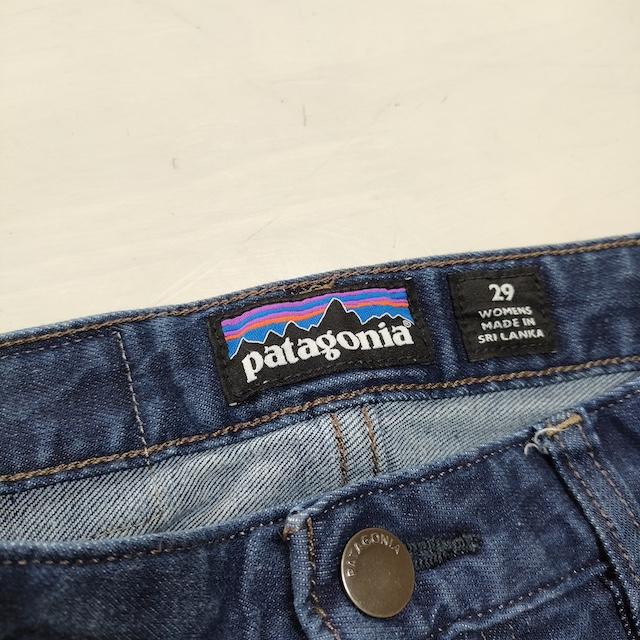 patagonia®
29
WOMENS
MADE IN
SRI LANKA
PATAGONIA